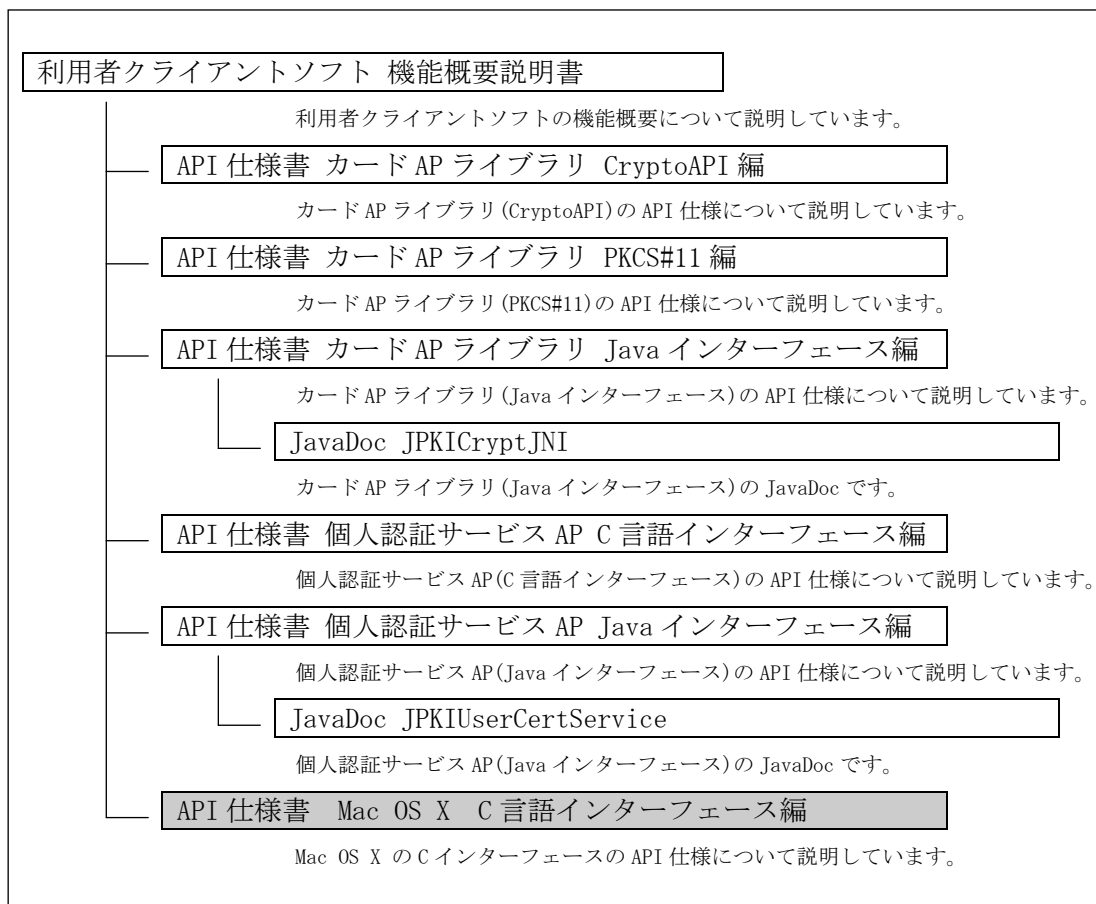 利用者クライアントソフト 機能概要説明書
利用者クライアントソフトの機能概要について説明しています。
API 仕様書 カード AP ライブラリ CryptoAPI 編
カード AP ライブラリ(CryptoAPI)の API 仕様について説明しています。
API 仕様書 カード AP ライブラリ PKCS#11 編
カード AP ライブラリ(PKCS#11)の API 仕様について説明しています。
API 仕様書 カード AP ライブラリ Java インターフェース編
カード AP ライブラリ(Java インターフェース)の API 仕様について説明しています。
JavaDoc JPKICryptJNI
カード AP ライブラリ(Java インターフェース)の JavaDoc です。
API 仕様書 個人認証サービス AP C 言語インターフェース編
個人認証サービス AP(C 言語インターフェース)の API 仕様について説明しています。
API 仕様書 個人認証サービス AP Java インターフェース編
個人認証サービス AP(Java インターフェース)の API 仕様について説明しています。
JavaDoc JPKIUserCertService
個人認証サービス AP(Java インターフェース)の JavaDoc です。
API 仕様書 Mac OS X C 言語インターフェース編
Mac OS X の C インターフェースの API 仕様について説明しています。